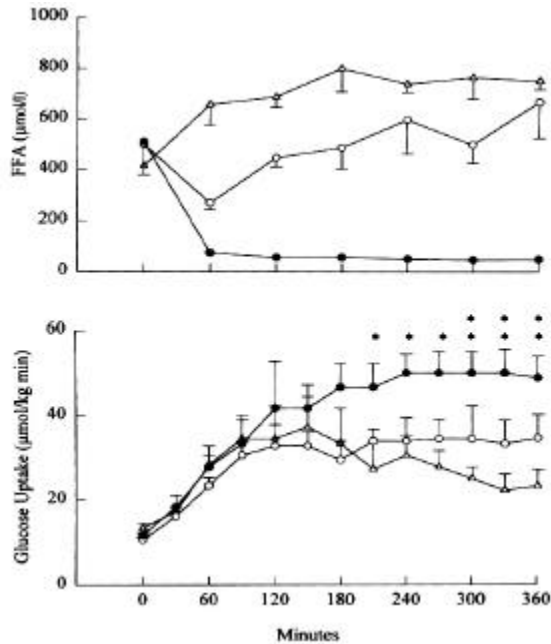 1000
800
600
400
200
0
FFA (μmol/l)
60
40
20
0
Glucose Uptake (μmol/kg min)
* * *
* * * * * *
0 60 120 180 240 300 360
Minutes